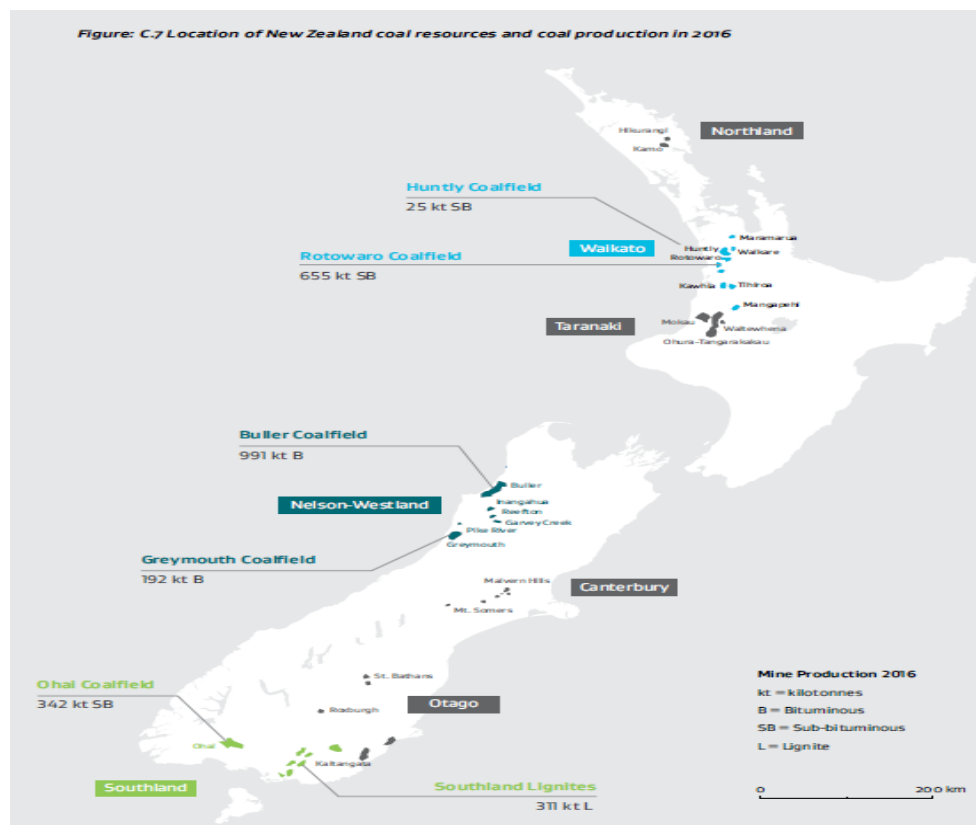 Figure: C.7 Location of New Zealand coal resources and coal production in 2016
Hikurangi
Northland
Kamo
Huntly Coalfield
25 kt SB
Maramarua
Waikato
Huntly
Waikare
Rotowaro Coalfield
Rotowaro
655 kt SB
Kawhia
Tihiroa
Mangapehi
Taranaki
Mokau
Waitewhena
Ohura-Tangarakakau
Buller Coalfield
991 kt B
Buller
Nelson-Westland
Inangahua
Reefton
Garvey Creek
Pike River
Greymouth
Greymouth Coalfield
192 kt B
Malvern Hills
Canterbury
Mt. Somers
Ohai Coalfield
342 kt SB
St. Bathans
Otago
Roxburgh
Ohai
Kaitangata
Southland
Southland Lignites
311 kt L
Mine Production 2016
kt = kilotonnes
B = Bituminous
SB = Sub-bituminous
L = Lignite
0 200 km